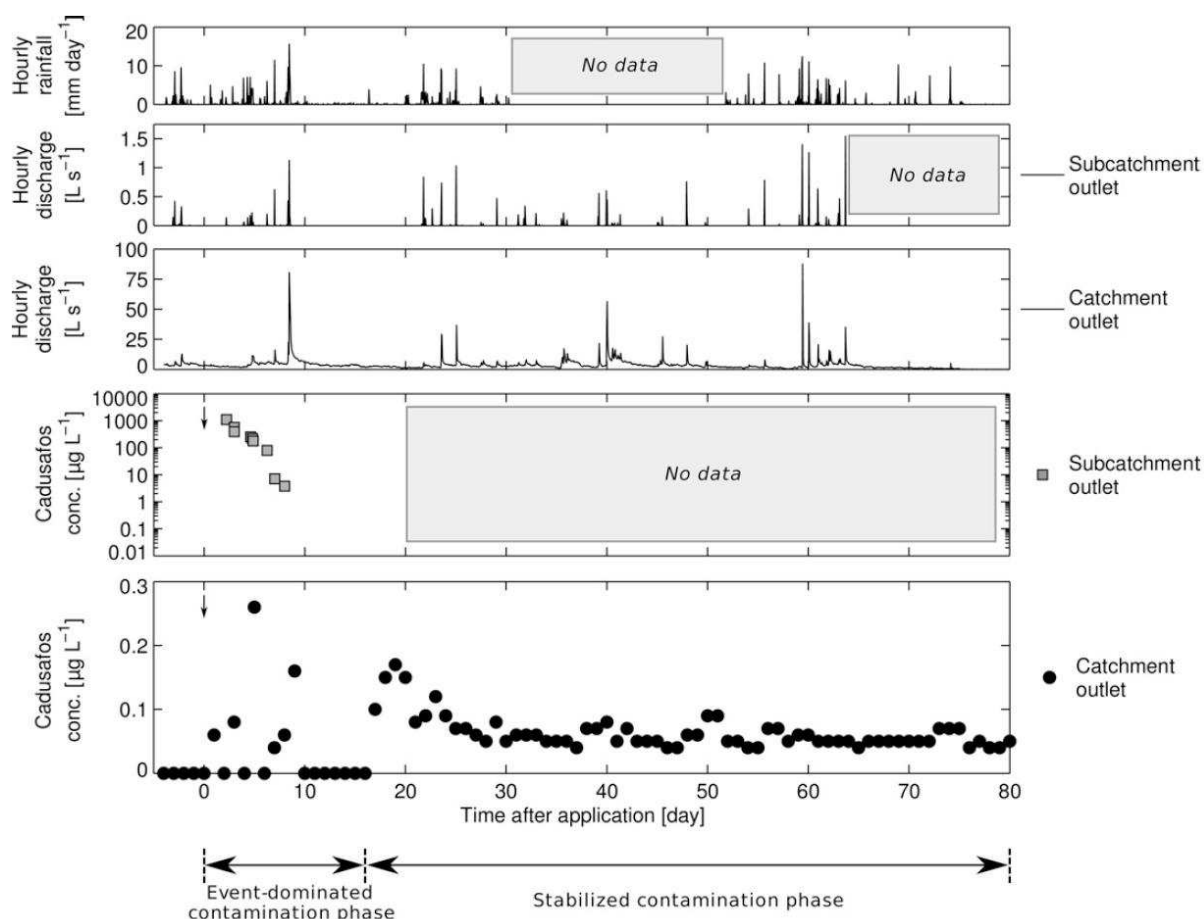 Hourly
rainfall
[mm day⁻¹]
20
10
0
No data
Hourly
discharge
[L s⁻¹]
1.5
1
0.5
0
No data
Subcatchment
outlet
Hourly
discharge
[L s⁻¹]
100
75
50
25
0
Catchment
outlet
Cadusafos
conc. [µg L⁻¹]
10000
1000
100
10
1
0.1
0.01
No data
Subcatchment
outlet
Cadusafos
conc. [µg L⁻¹]
0.3
0.2
0.1
0
Catchment
outlet
0 10 20 30 40 50 60 70 80
Time after application [day]
Event-dominated
contamination phase
Stabilized contamination phase